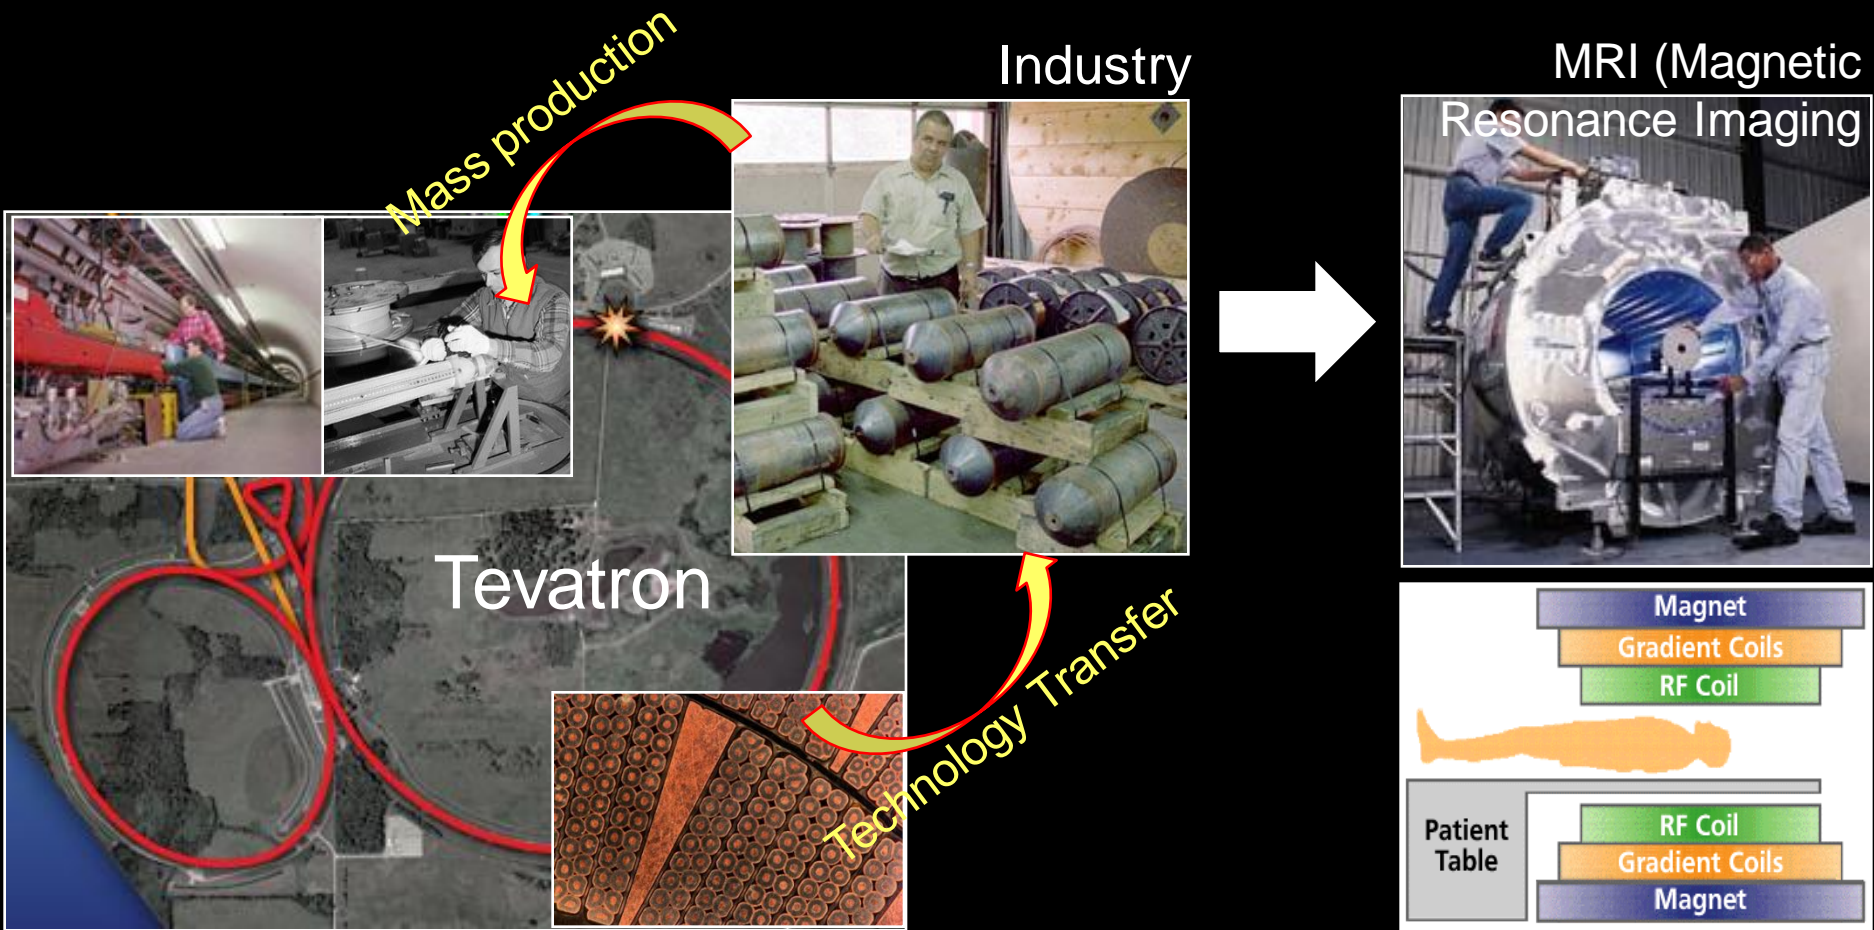 Mass production
Industry
MRI (Magnetic
Resonance Imaging
Tevatron
Technology Transfer
Magnet
Gradient Coils
RF Coil
Patient
Table
RF Coil
Gradient Coils
Magnet